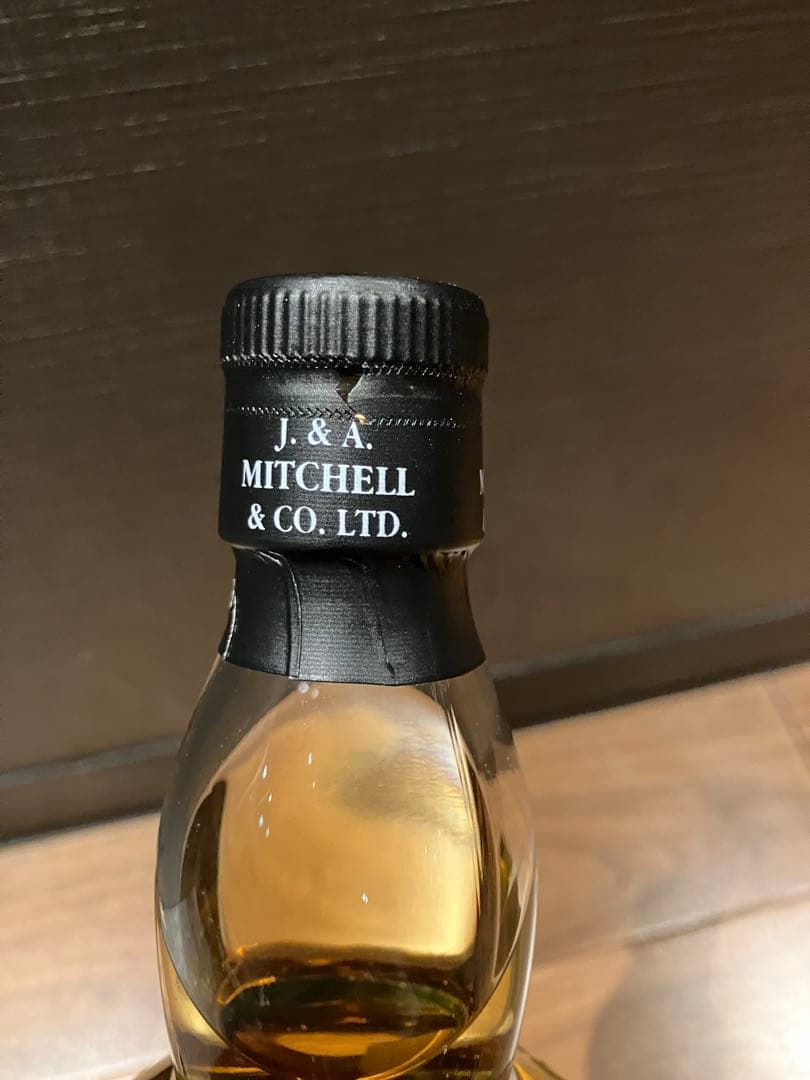 J. & A.
MITCHELL
& CO. LTD.